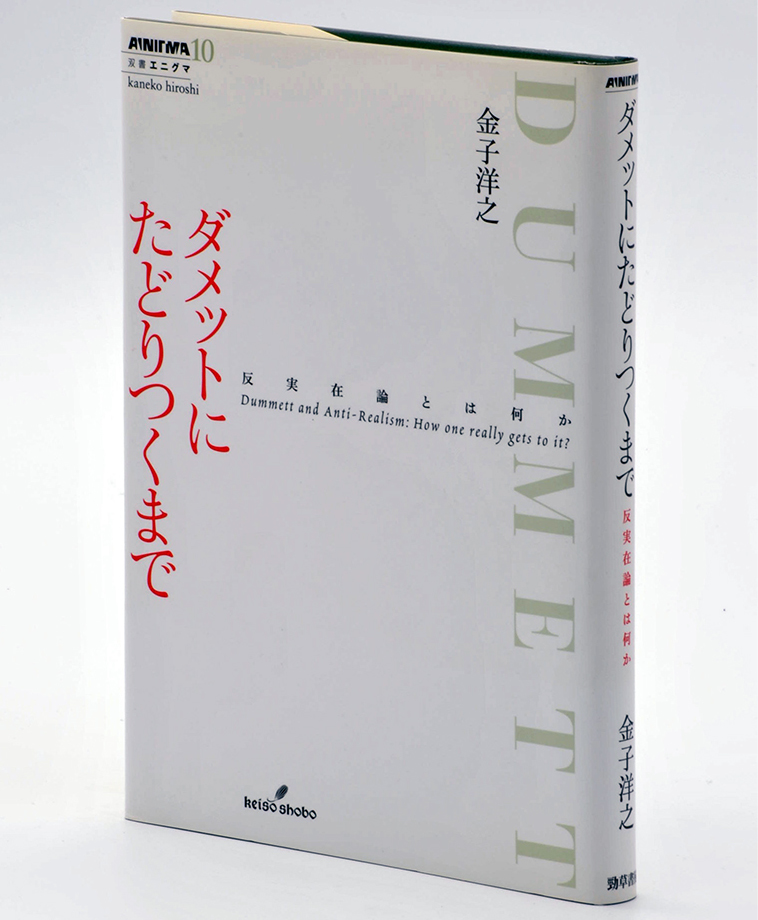 AINIΓMA10
双書エニグマ
kaneko hiroshi
DUMMETT
金子洋之
ダメットに
たどりつくまで
反実在論とは何か
Dummett and Anti-Realism: How one really gets to it?
keiso shobo
AINIΓMA
ダメットにたどりつくまで
反実在論とは何か
金子洋之
勁草書房